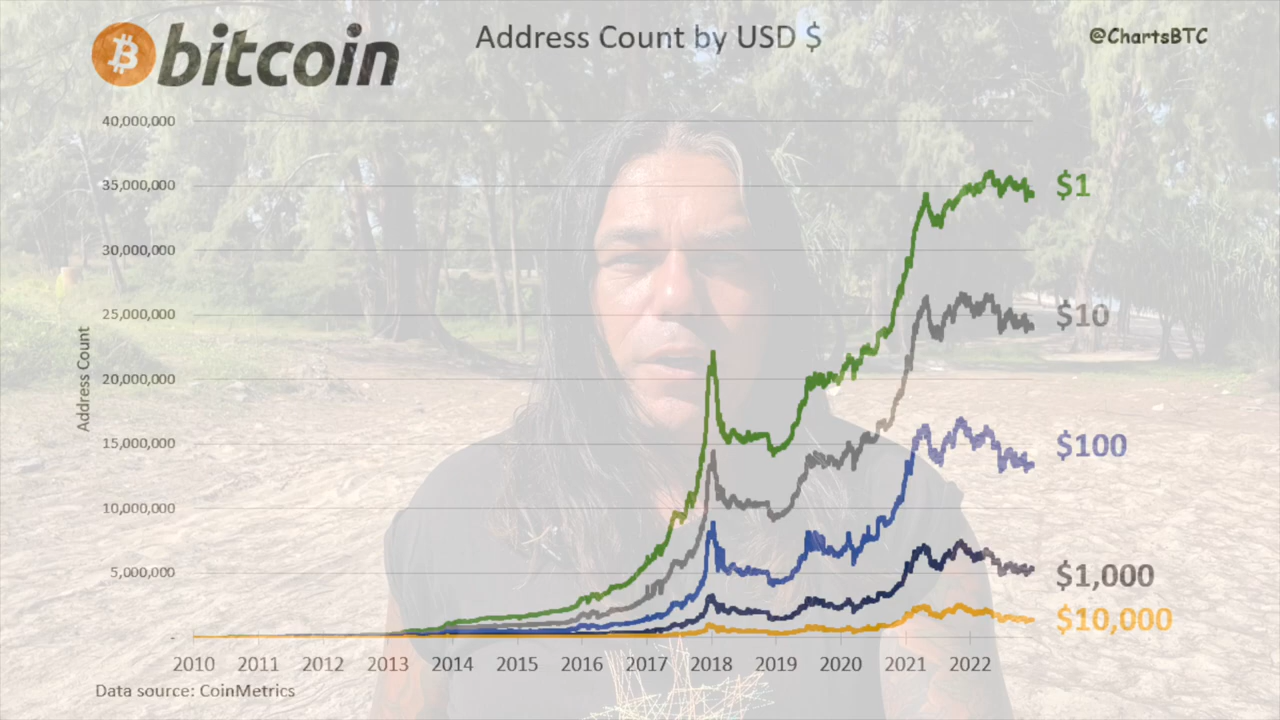 bitcoin
Address Count by USD $
@ChartsBTC
40,000,000
35,000,000
30,000,000
25,000,000
20,000,000
15,000,000
10,000,000
5,000,000
-
Address Count
$1
$10
$100
$1,000
$10,000
2010 2011 2012 2013 2014 2015 2016 2017 2018 2019 2020 2021 2022
Data source: CoinMetrics